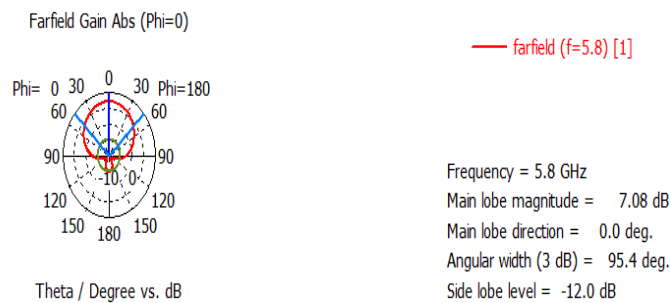 Farfield Gain Abs (Phi=0)
farfield (f=5.8) [1]
Phi= 0 30 0 30 Phi=180
60 60
90 -10 0 90
120 120
150 180 150
Frequency = 5.8 GHz
Main lobe magnitude = 7.08 dB
Main lobe direction = 0.0 deg.
Angular width (3 dB) = 95.4 deg.
Side lobe level = -12.0 dB
Theta / Degree vs. dB